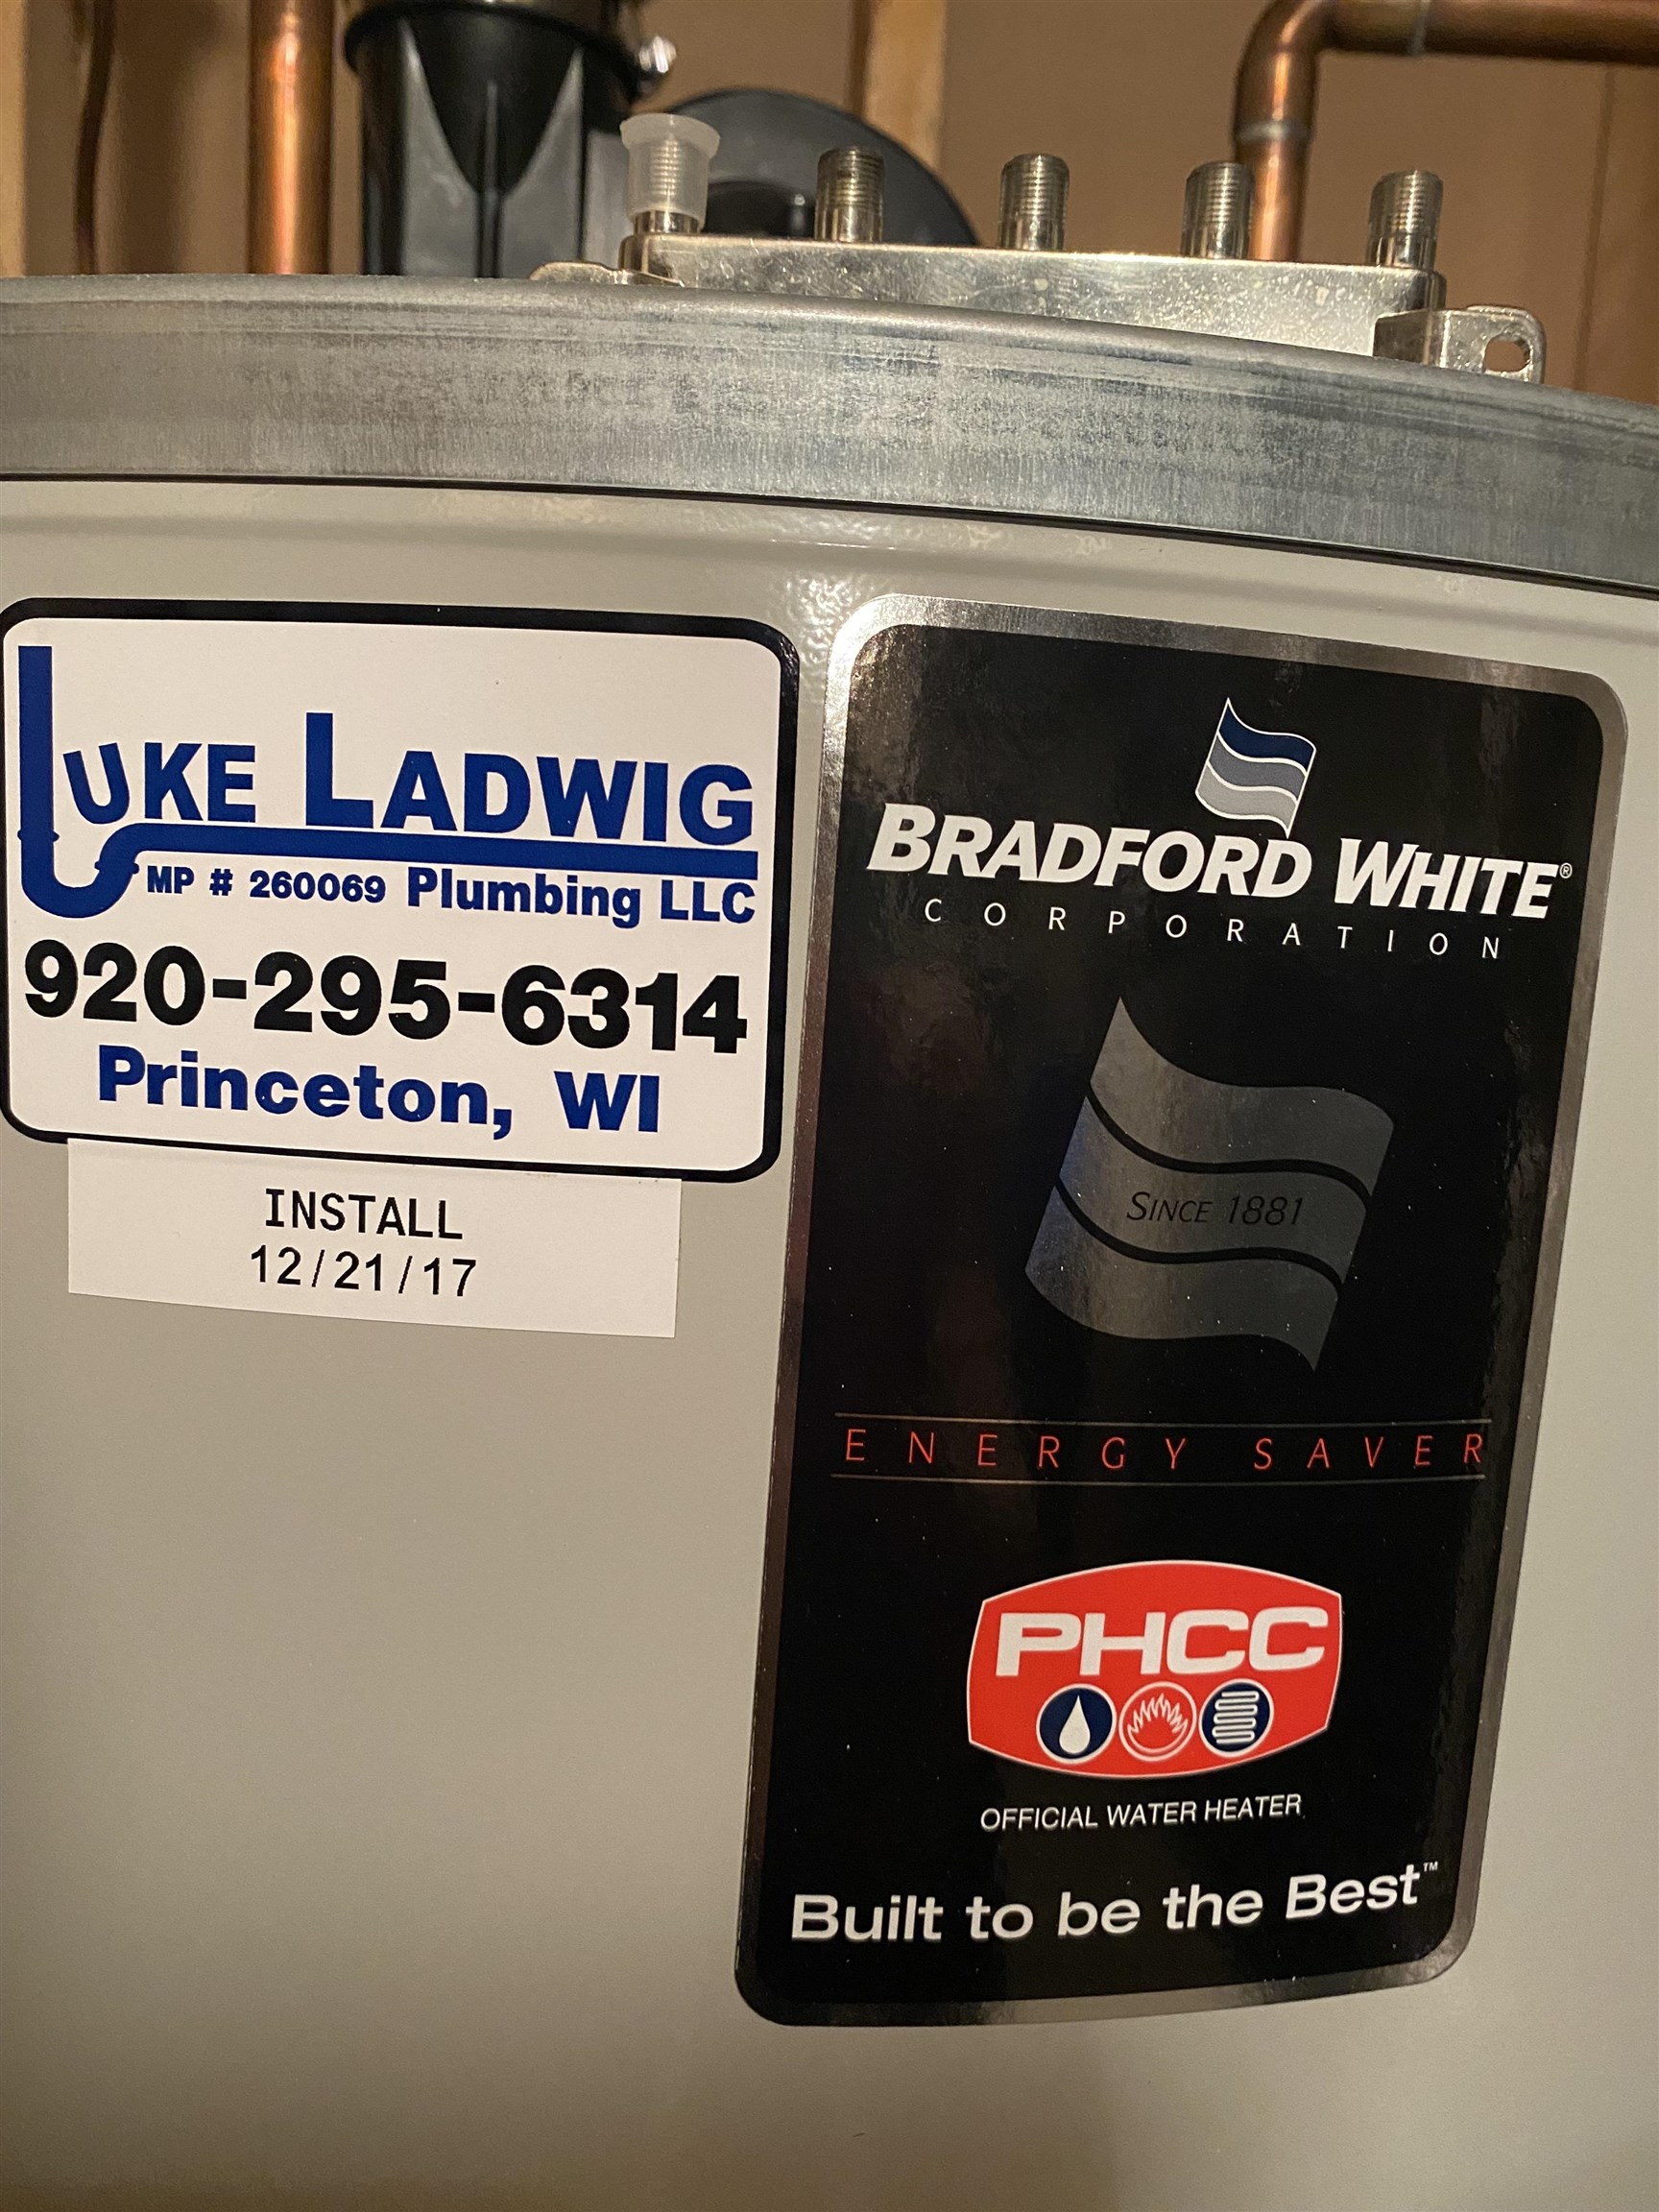 LUKE LADWIG
MP # 260069 Plumbing LLC
920-295-6314
Princeton, WI
INSTALL
12/21/17
BRADFORD WHITE®
CORPORATION
SINCE 1881
ENERGY SAVER
PHCC
OFFICIAL WATER HEATER
Built to be the Best™